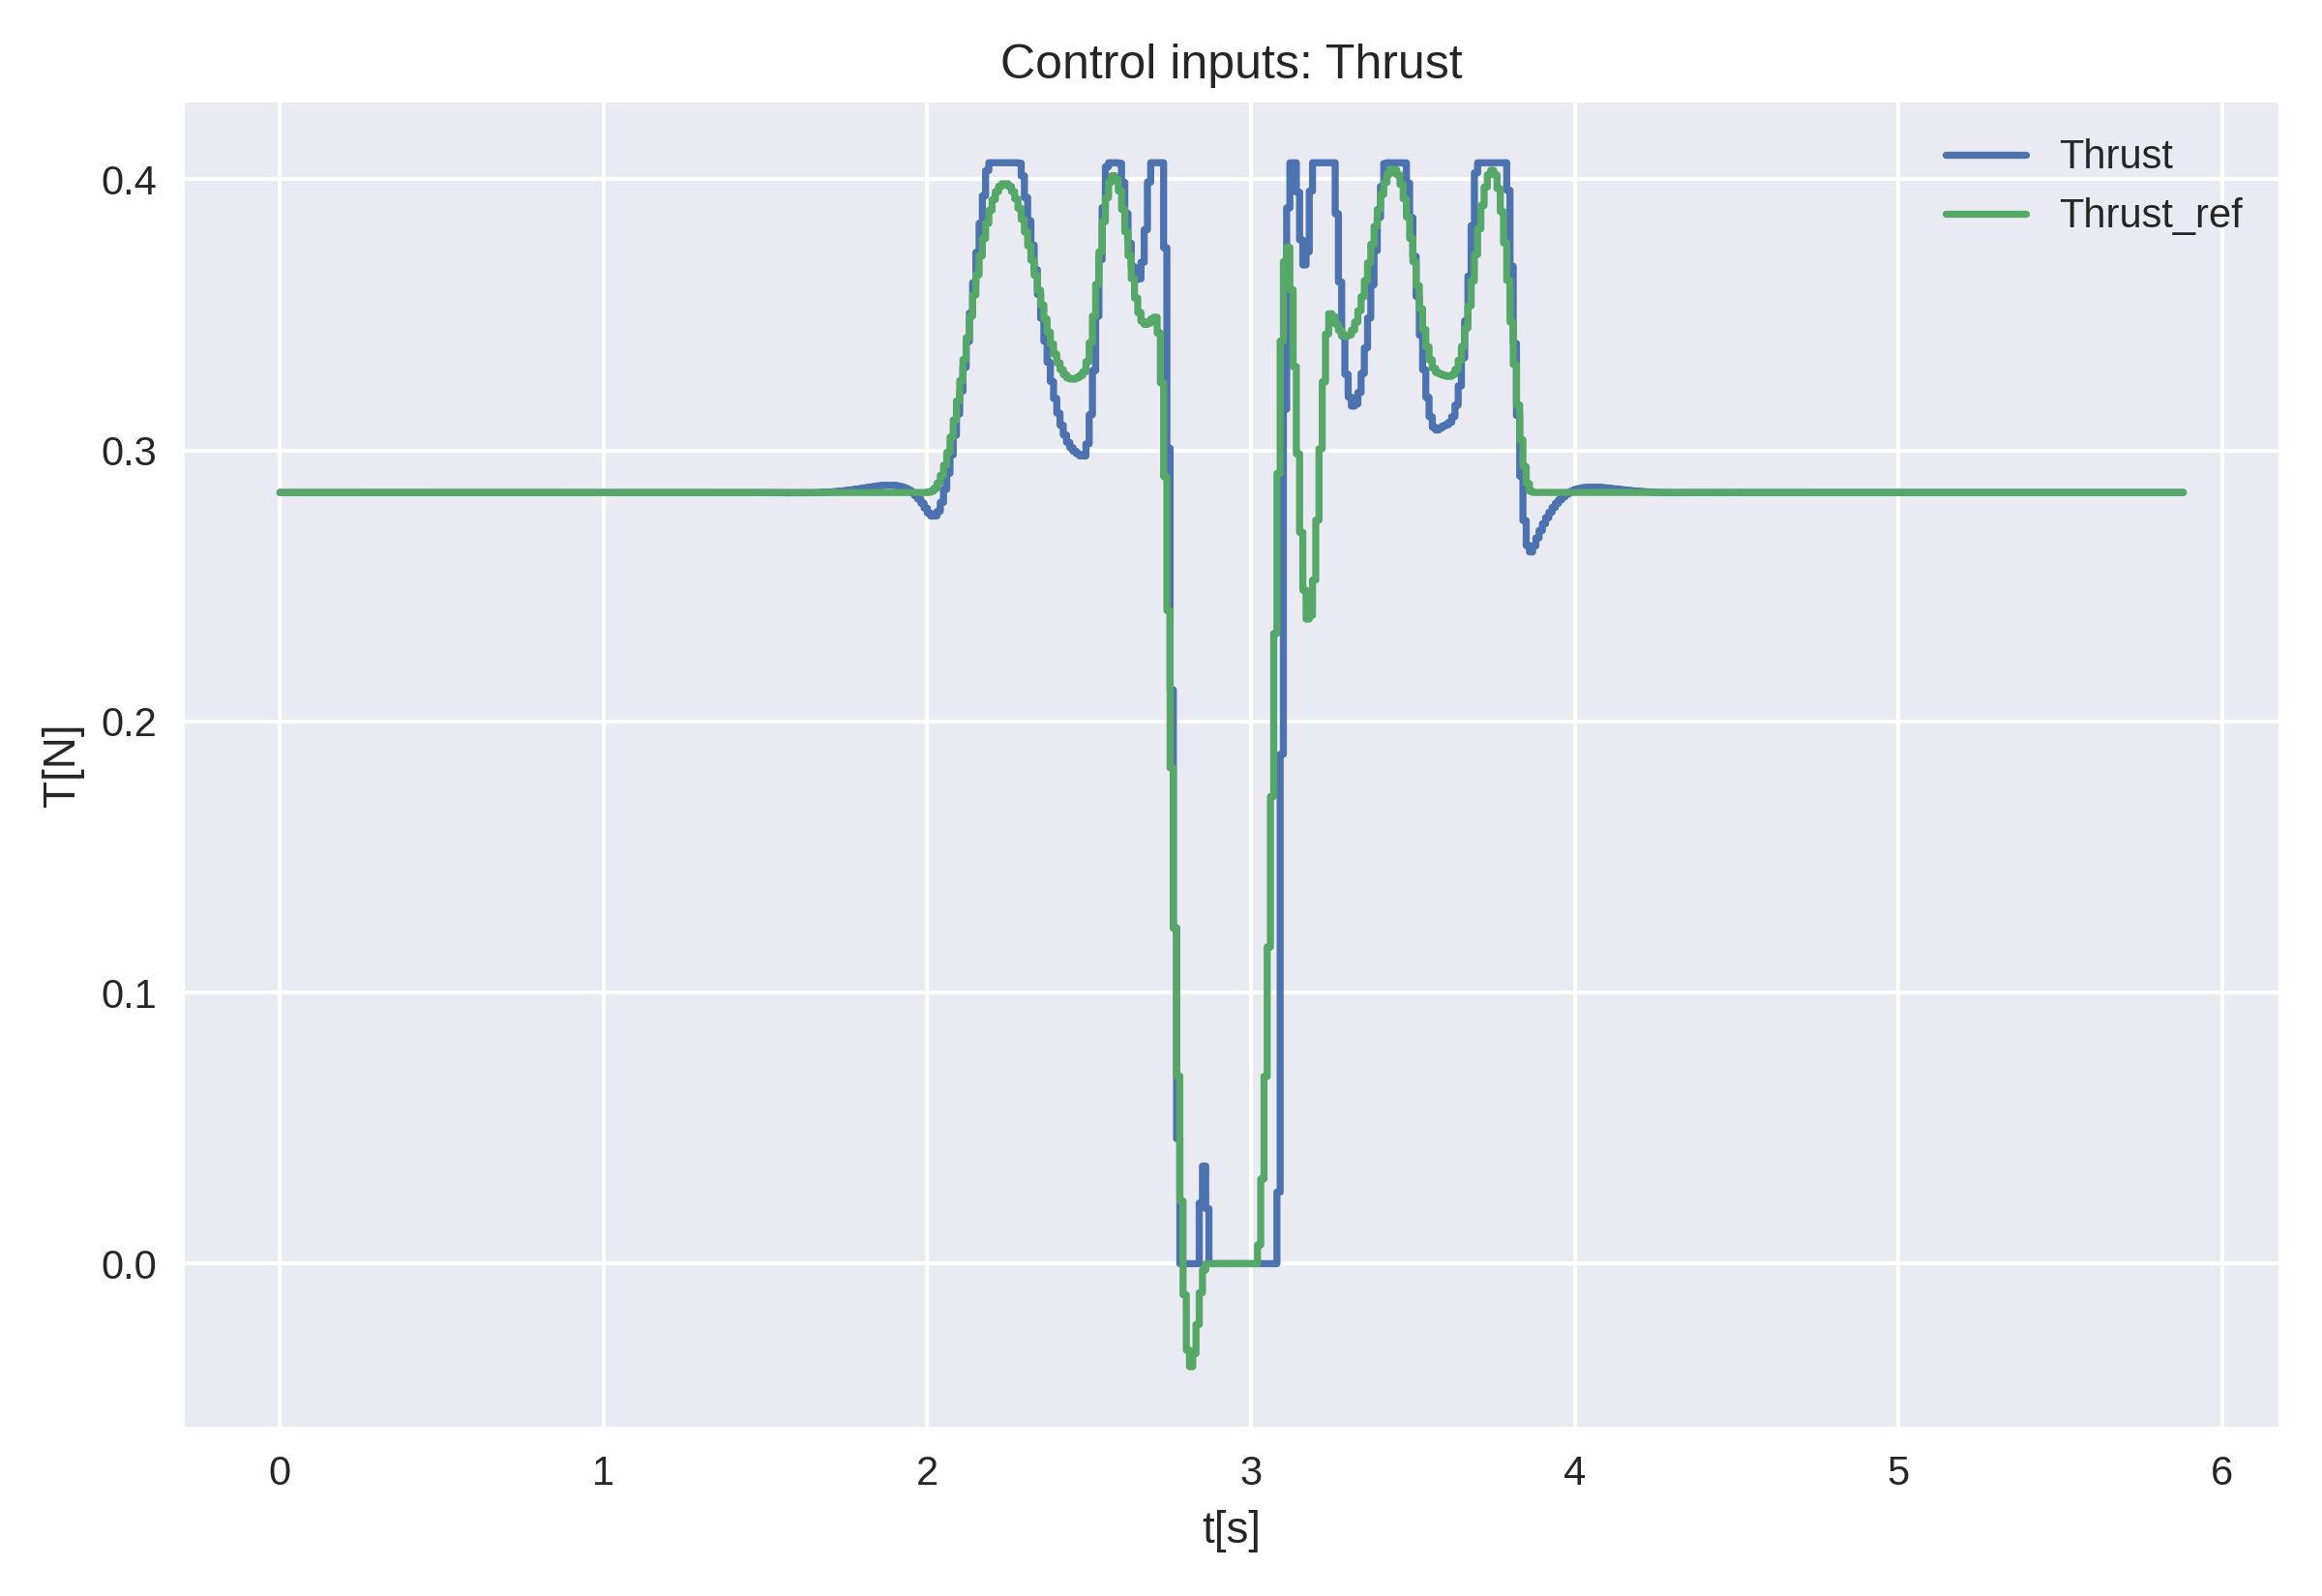 Control inputs: Thrust
Thrust
Thrust_ref
T[N]
0.4
0.3
0.2
0.1
0.0
0 1 2 3 4 5 6
t[s]